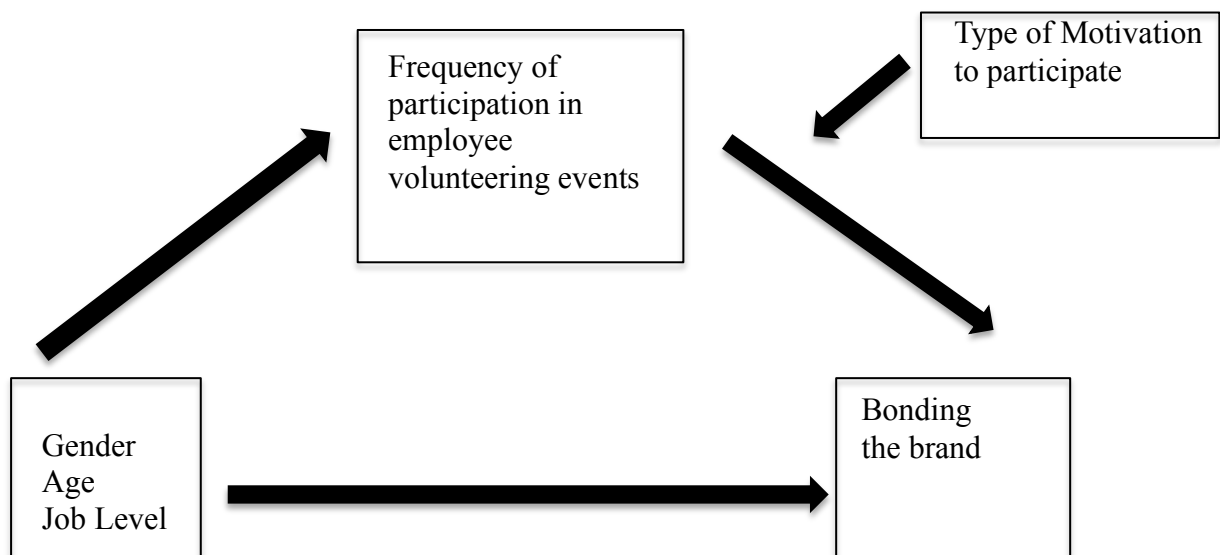 Frequency of
participation in
employee
volunteering events
Type of Motivation
to participate
Gender
Age
Job Level
Bonding
the brand